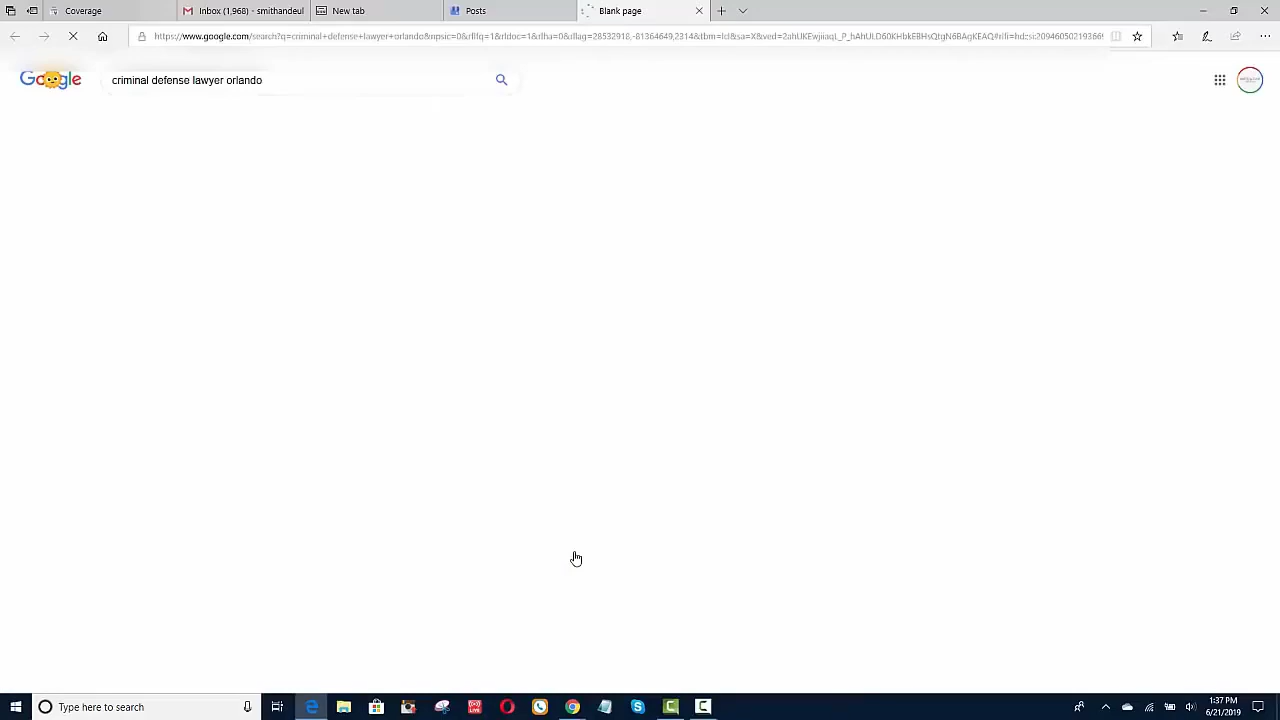 Coverage
Inbox (1,968) - smithandeul
New tab
Posts
Blank page
criminal defense lawyer orlando
Google
Type here to search
1:37 PM
6/21/2019